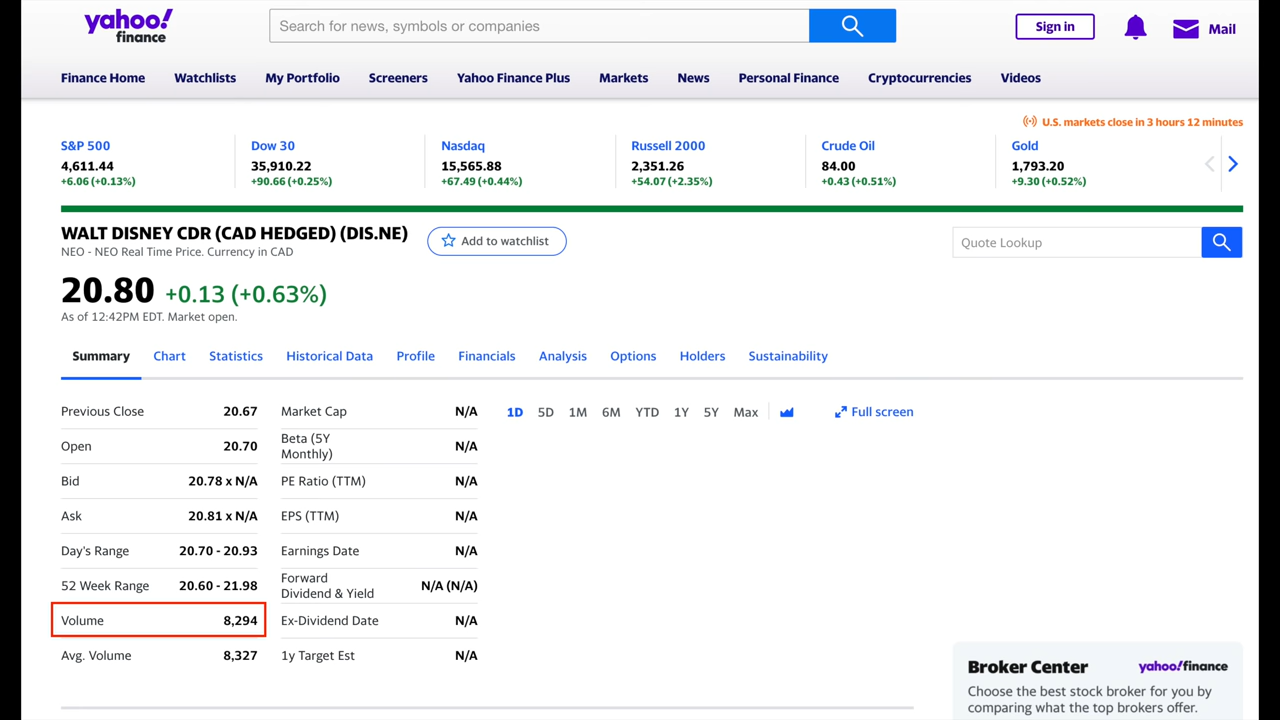 yahoo!
finance
Search for news, symbols or companies
Sign in
Mail
Finance Home Watchlists My Portfolio Screeners Yahoo Finance Plus Markets News Personal Finance Cryptocurrencies Videos
U.S. markets close in 3 hours 12 minutes
S&P 500 Dow 30 Nasdaq Russell 2000 Crude Oil Gold
4,611.44 35,910.22 15,565.88 2,351.26 84.00 1,793.20
+6.06 (+0.13%) +90.66 (+0.25%) +67.49 (+0.44%) +54.07 (+2.35%) +0.43 (+0.51%) +9.30 (+0.52%)
WALT DISNEY CDR (CAD HEDGED) (DIS.NE)
Add to watchlist
Quote Lookup
NEO - NEO Real Time Price. Currency in CAD
20.80 +0.13 (+0.63%)
As of 12:42PM EDT. Market open.
Summary Chart Statistics Historical Data Profile Financials Analysis Options Holders Sustainability
Previous Close 20.67
Open 20.70
Bid 20.78 x N/A
Ask 20.81 x N/A
Day's Range 20.70 - 20.93
52 Week Range 20.60 - 21.98
Volume 8,294
Avg. Volume 8,327
Market Cap N/A
Beta (5Y
Monthly) N/A
PE Ratio (TTM) N/A
EPS (TTM) N/A
Earnings Date N/A
Forward
Dividend & Yield N/A (N/A)
Ex-Dividend Date N/A
1y Target Est N/A
1D 5D 1M 6M YTD 1Y 5Y Max Full screen
Broker Center yahoo!finance
Choose the best stock broker for you by
comparing what the top brokers offer.